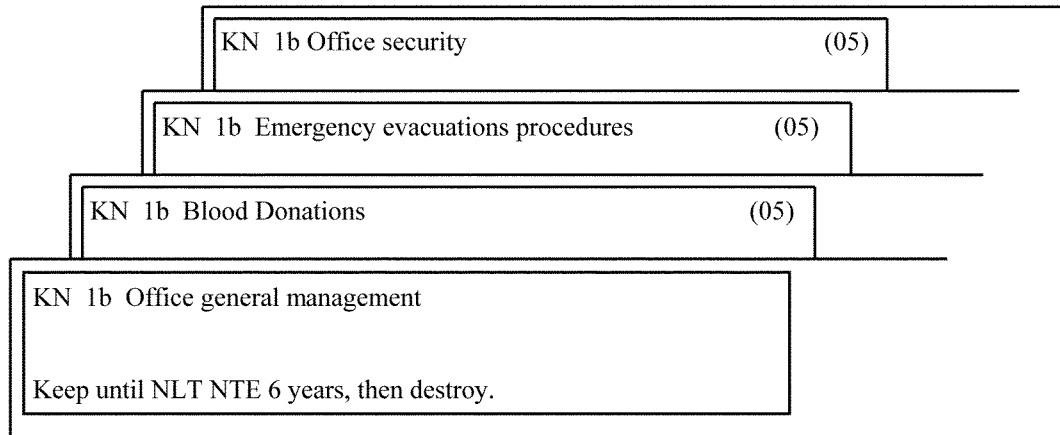 KN 1b Office security (05)
KN 1b Emergency evacuations procedures (05)
KN 1b Blood Donations (05)
KN 1b Office general management
Keep until NLT NTE 6 years, then destroy.